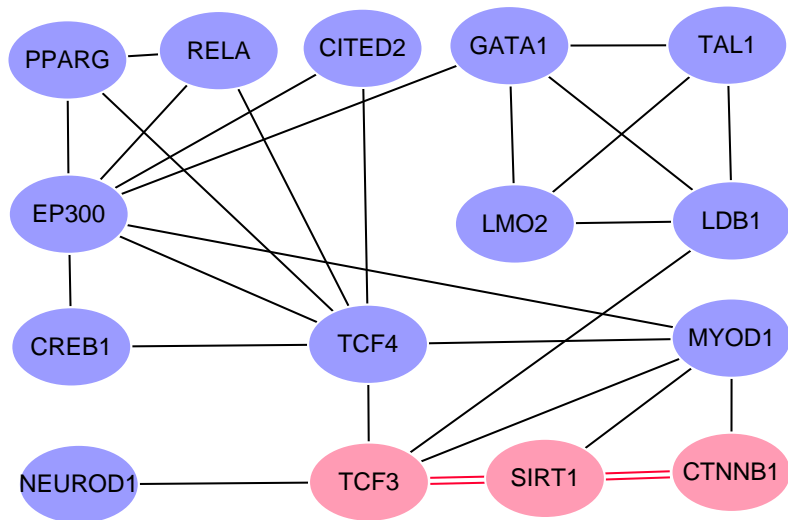 PPARG
RELA
CITED2
GATA1
TAL1
EP300
LMO2
LDB1
CREB1
TCF4
MYOD1
NEUROD1
TCF3
SIRT1
CTNNB1